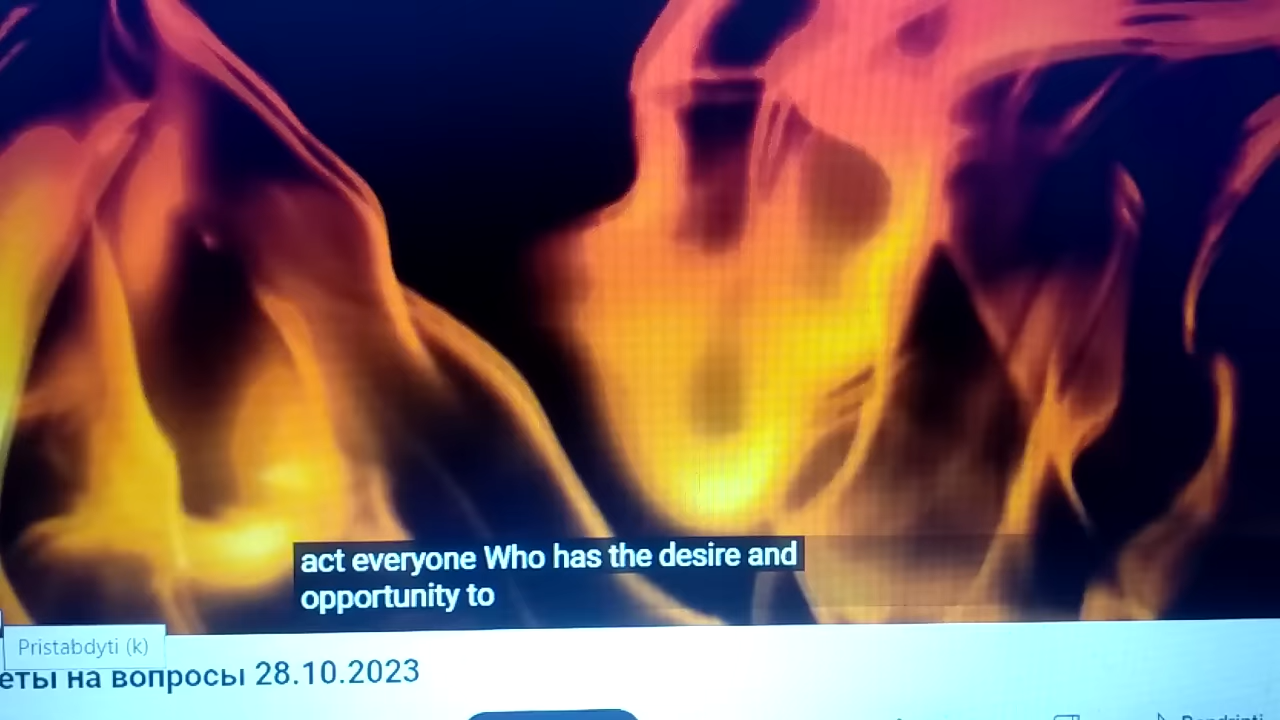 act everyone Who has the desire and
opportunity to
Pristabdyti (k)
еты на вопросы 28.10.2023